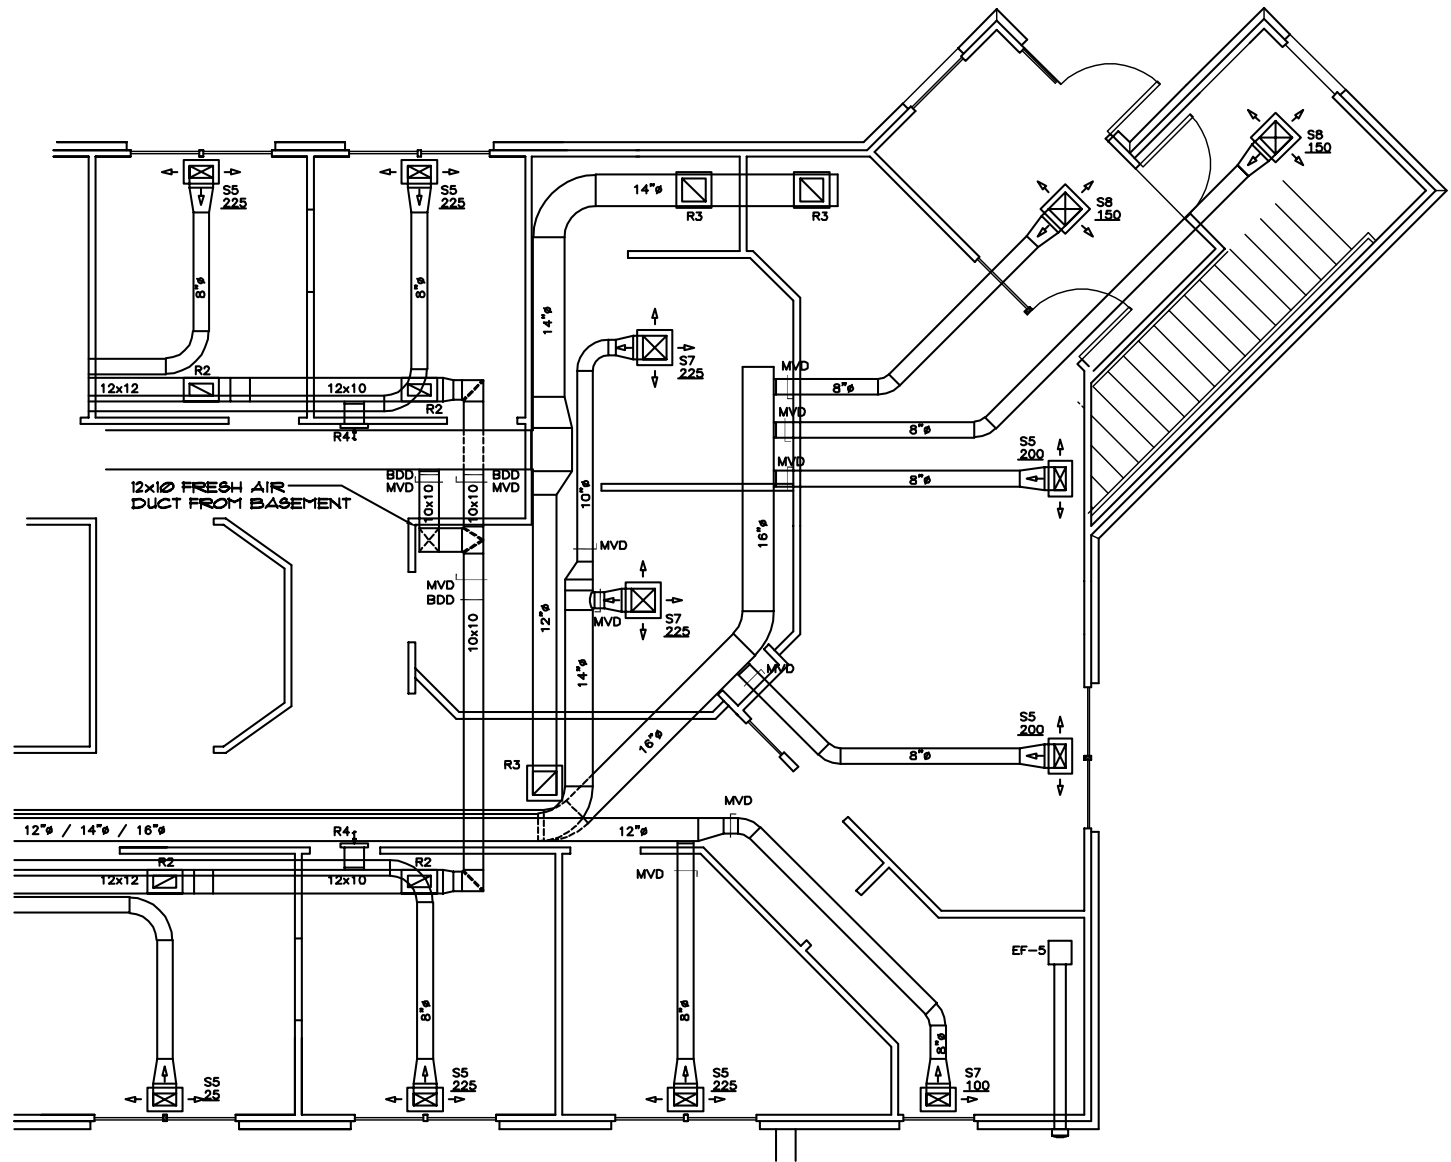 S8
150
S5
225
S5
225
14"ø
R3
R3
S8
150
8"ø
8"ø
14"ø
S7
225
R2
12x12
12x10
R2
R4
MVD
8"ø
MVD
8"ø
S5
200
MVD
8"ø
BDD
MVD
BDD
MVD
12x10 FRESH AIR
DUCT FROM BASEMENT
10x10
10x10
10"ø
16"ø
MVD
MVD
BDD
10x10
12"ø
MVD
S7
225
14"ø
MVD
S5
200
16"ø
8"ø
R3
MVD
12"ø / 14"ø / 16"ø
R4
12"ø
R2
12x12
12x10
R2
MVD
EF-5
8"ø
8"ø
8"ø
S5
25
S5
225
S5
225
S7
100